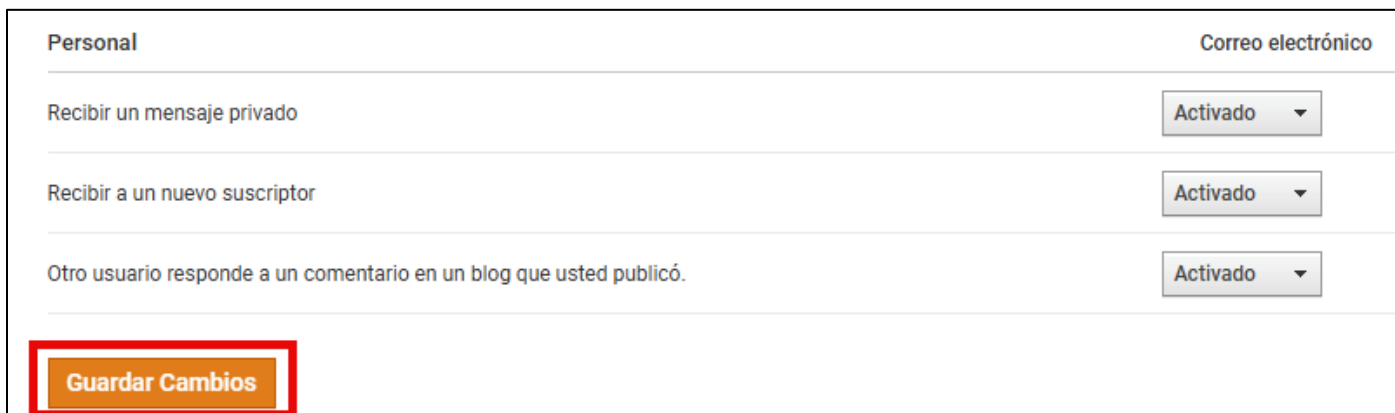 Personal Correo electrónico
Recibir un mensaje privado Activado
Recibir a un nuevo suscriptor Activado
Otro usuario responde a un comentario en un blog que usted publicó. Activado
Guardar Cambios